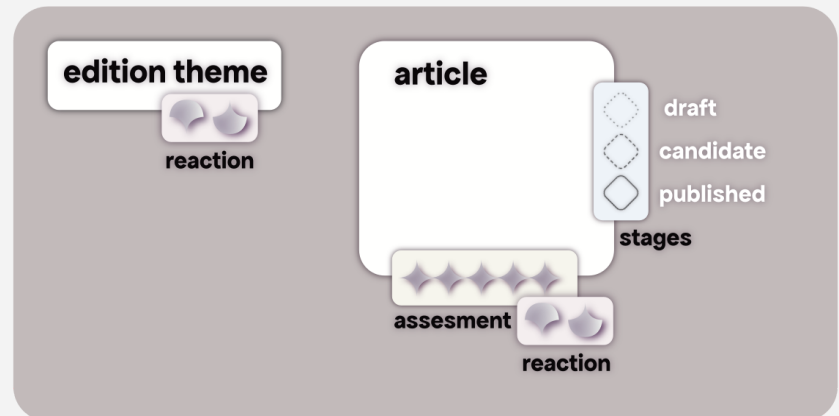 edition theme
reaction
article
draft
candidate
published
stages
assesment
reaction